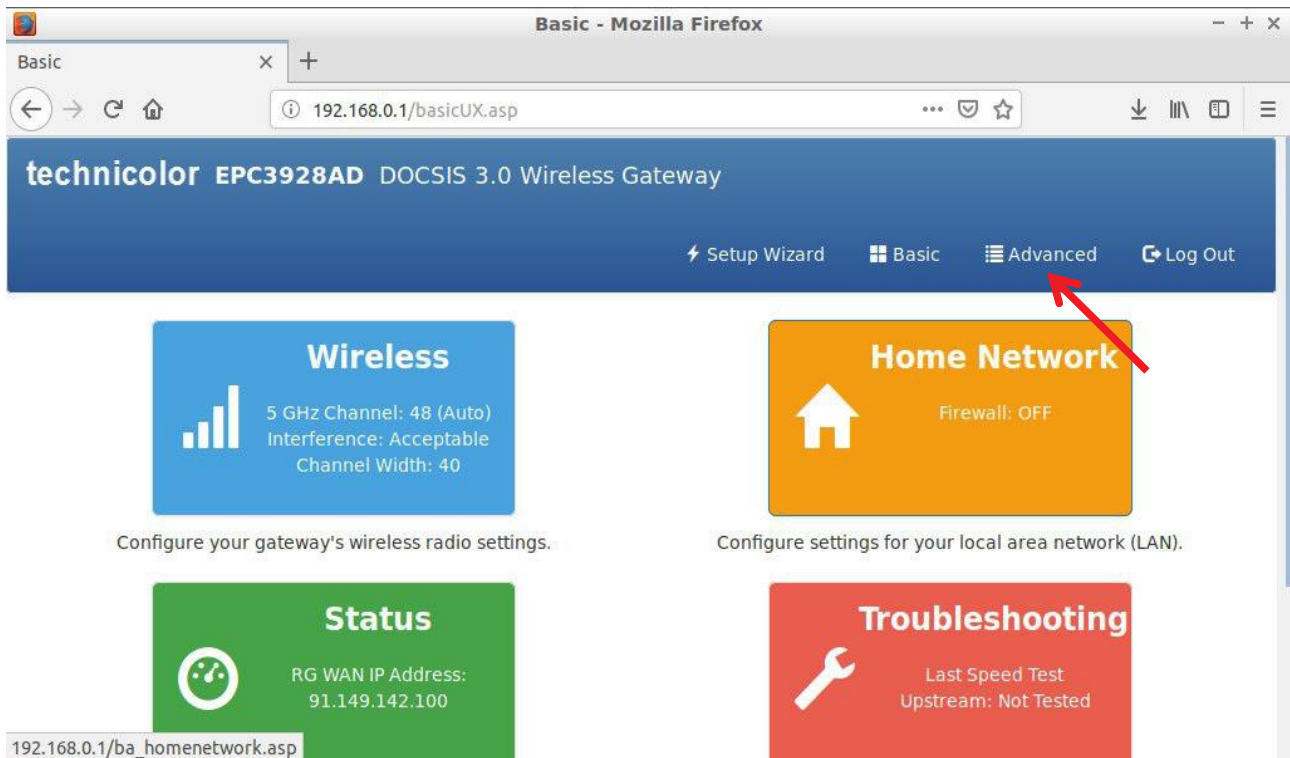 Basic - Mozilla Firefox
Basic
192.168.0.1/basicUX.asp
technicolor EPC3928AD DOCSIS 3.0 Wireless Gateway
Setup Wizard Basic Advanced Log Out
Wireless
5 GHz Channel: 48 (Auto)
Interference: Acceptable
Channel Width: 40
Configure your gateway's wireless radio settings.
Home Network
Firewall: OFF
Configure settings for your local area network (LAN).
Status
RG WAN IP Address:
91.149.142.100
Troubleshooting
Last Speed Test
Upstream: Not Tested
192.168.0.1/ba_homenetwork.asp